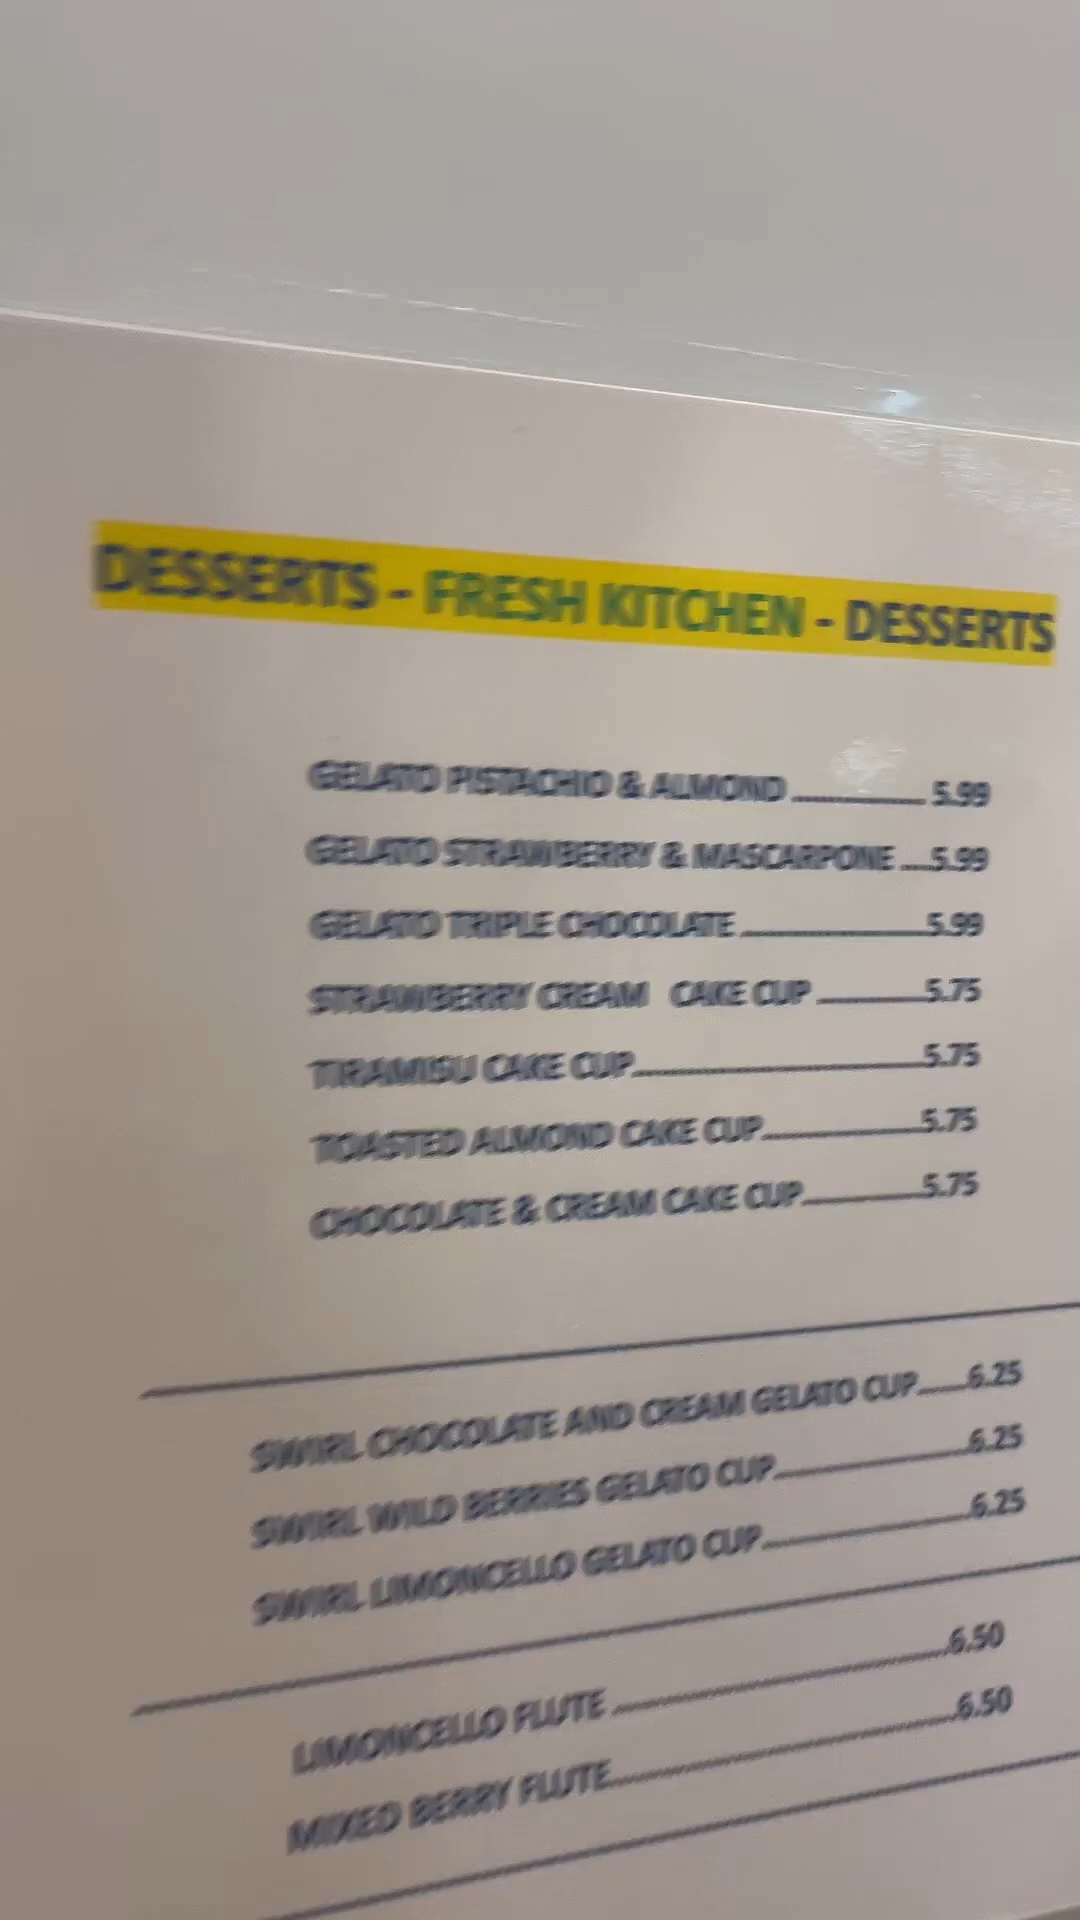 DESSERTS - FRESH KITCHEN - DESSERTS
GELATO PISTACHIO & ALMOND ............... 5.99
GELATO STRAWBERRY & MASCARPONE ....5.99
GELATO TRIPLE CHOCOLATE.....................5.99
STRAWBERRY CREAM CAKE CUP ............5.75
TIRAMISU CAKE CUP................................5.75
TOASTED ALMOND CAKE CUP..................5.75
CHOCOLATE & CREAM CAKE CUP.............5.75
SWIRL CHOCOLATE AND CREAM GELATO CUP......6.25
SWIRL WILD BERRIES GELATO CUP......................6.25
SWIRL LIMONCELLO GELATO CUP.......................6.25
LIMONCELLO FLUTE ......................................6.50
MIXED BERRY FLUTE.......................................6.50